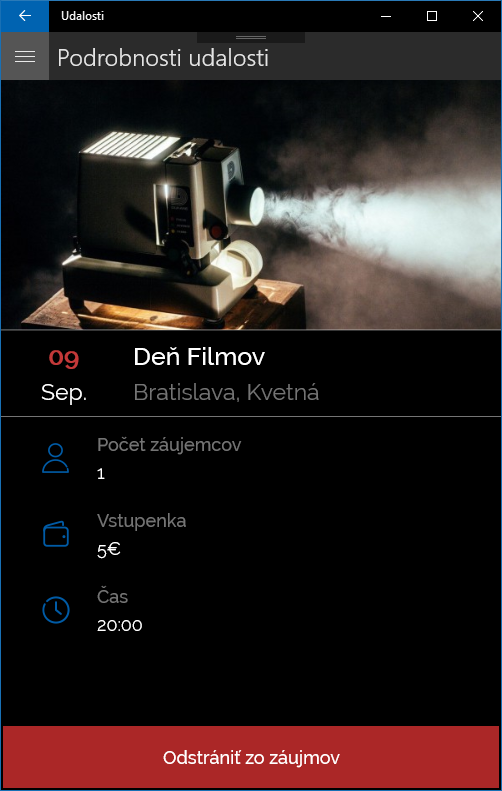 Udalosti
Podrobnosti udalosti
09
Deň Filmov
Sep.
Bratislava, Kvetná
Počet záujemcov
1
Vstupenka
5€
Čas
20:00
Odstrániť zo záujmov